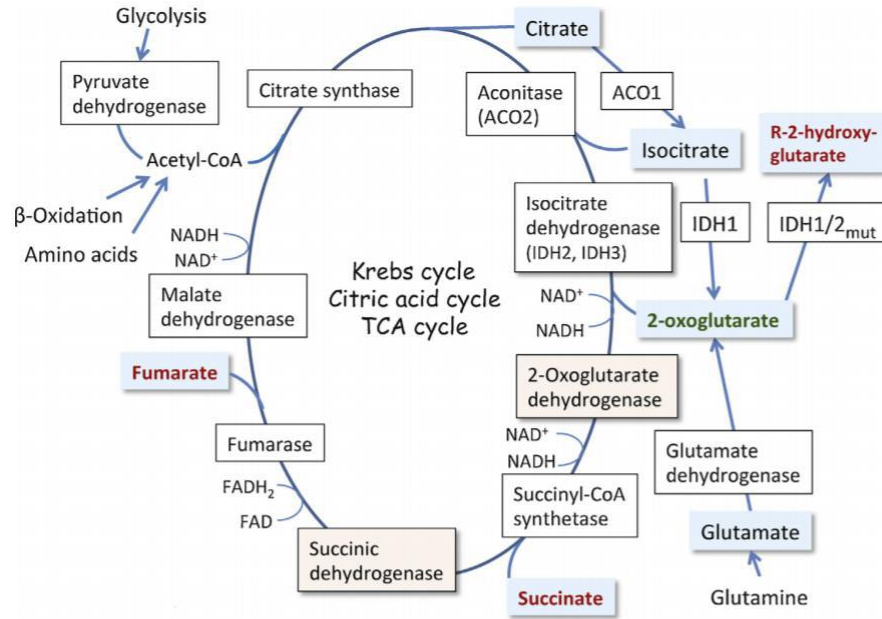 Glycolysis
Citrate
Pyruvate
dehydrogenase
Citrate synthase
Aconitase
(ACO2)
ACO1
R-2-hydroxy-
glutarate
Acetyl-CoA
Isocitrate
β-Oxidation
Amino acids
NADH
NAD⁺
Isocitrate
dehydrogenase
(IDH2, IDH3)
IDH1
IDH1/2mut
Krebs cycle
Citric acid cycle
TCA cycle
Malate
dehydrogenase
NAD⁺
NADH
2-oxoglutarate
Fumarate
2-Oxoglutarate
dehydrogenase
Fumarase
NAD⁺
NADH
Glutamate
dehydrogenase
FADH₂
FAD
Succinyl-CoA
synthetase
Succinic
dehydrogenase
Glutamate
Succinate
Glutamine